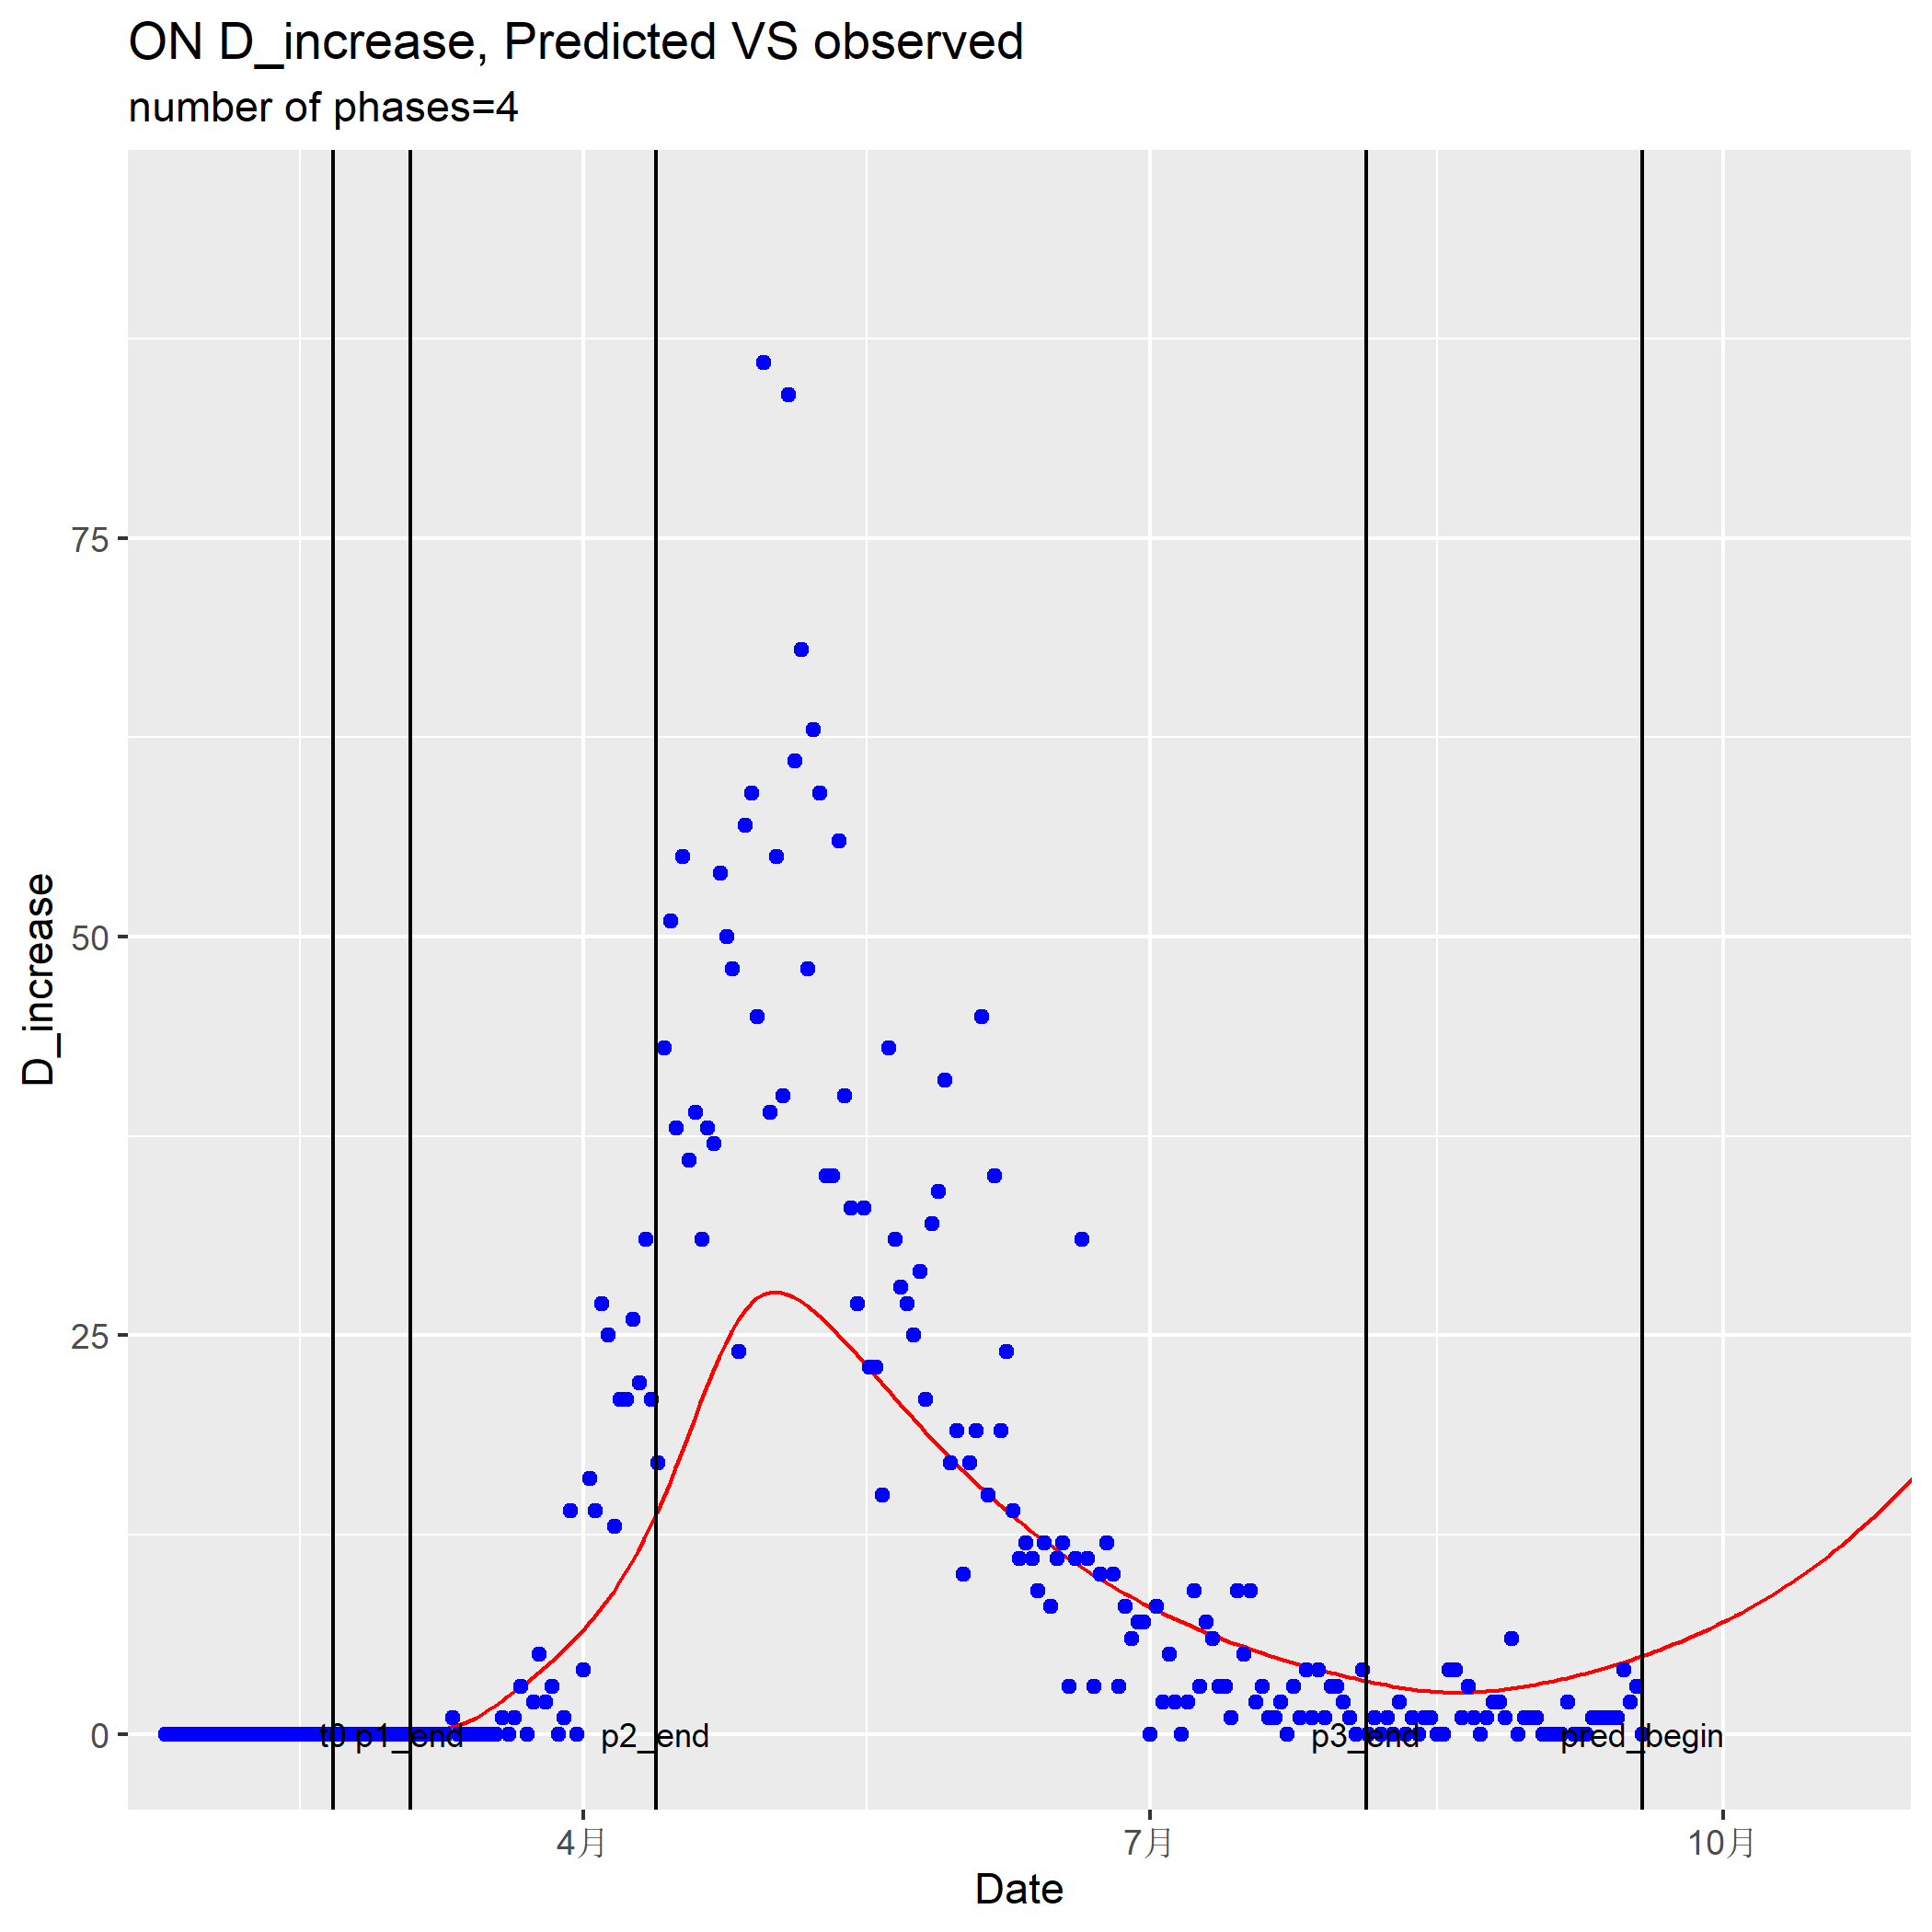 ON D_increase, Predicted VS observed
number of phases=4
D_increase
75
50
25
0
t0 p1_end p2_end p3_end pred_begin
4月 7月 10月
Date